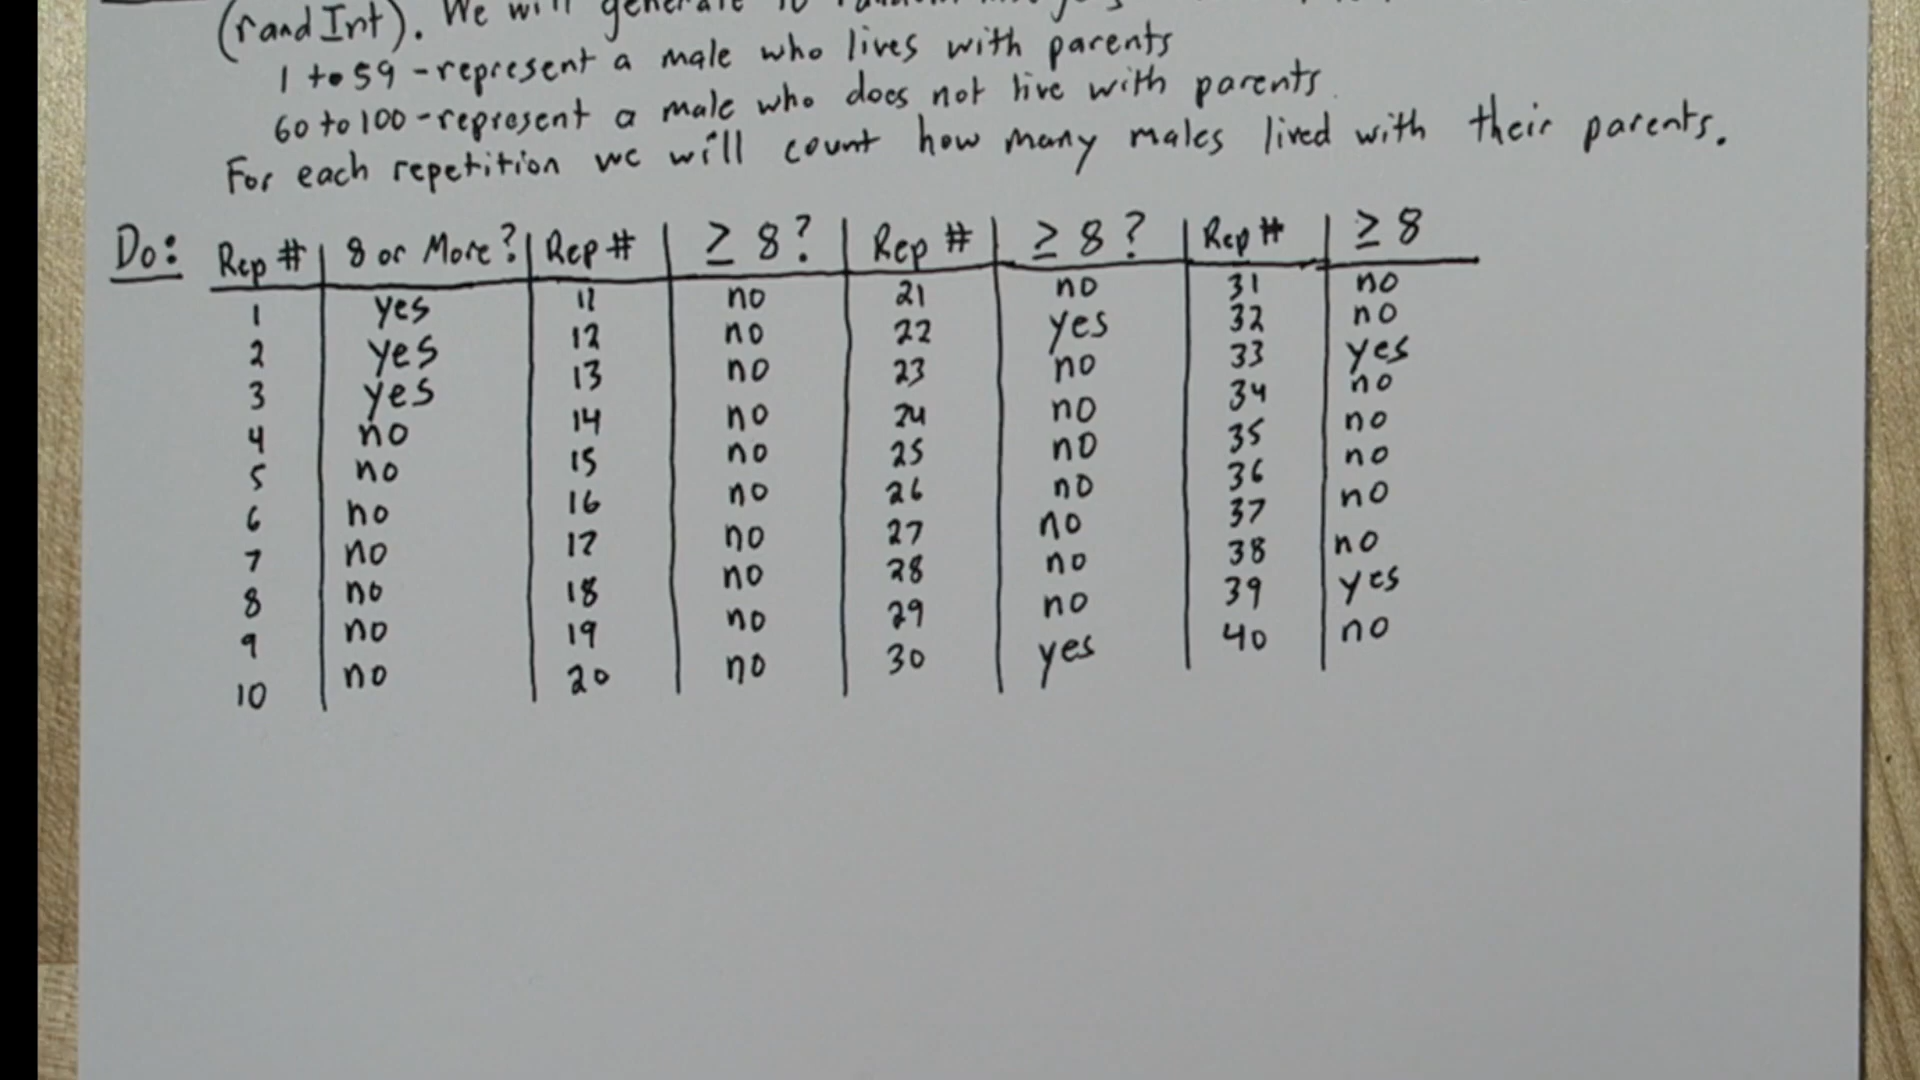 (randInt). We will generate 10 random
1 to 59 - represent a male who lives with parents
60 to 100 - represent a male who does not live with parents.
For each repetition we will count how many males lived with their parents.
Do: Rep # 8 or More? Rep # ≥ 8? Rep # ≥ 8? Rep # ≥ 8
1 yes 11 no 21 no 31 no
2 yes 12 no 22 yes 32 no
3 yes 13 no 23 no 33 yes
4 no 14 no 24 no 34 no
5 no 15 no 25 no 35 no
6 no 16 no 26 no 36 no
7 no 17 no 27 no 37 no
8 no 18 no 28 no 38 no
9 no 19 no 29 no 39 yes
10 no 20 no 30 yes 40 no